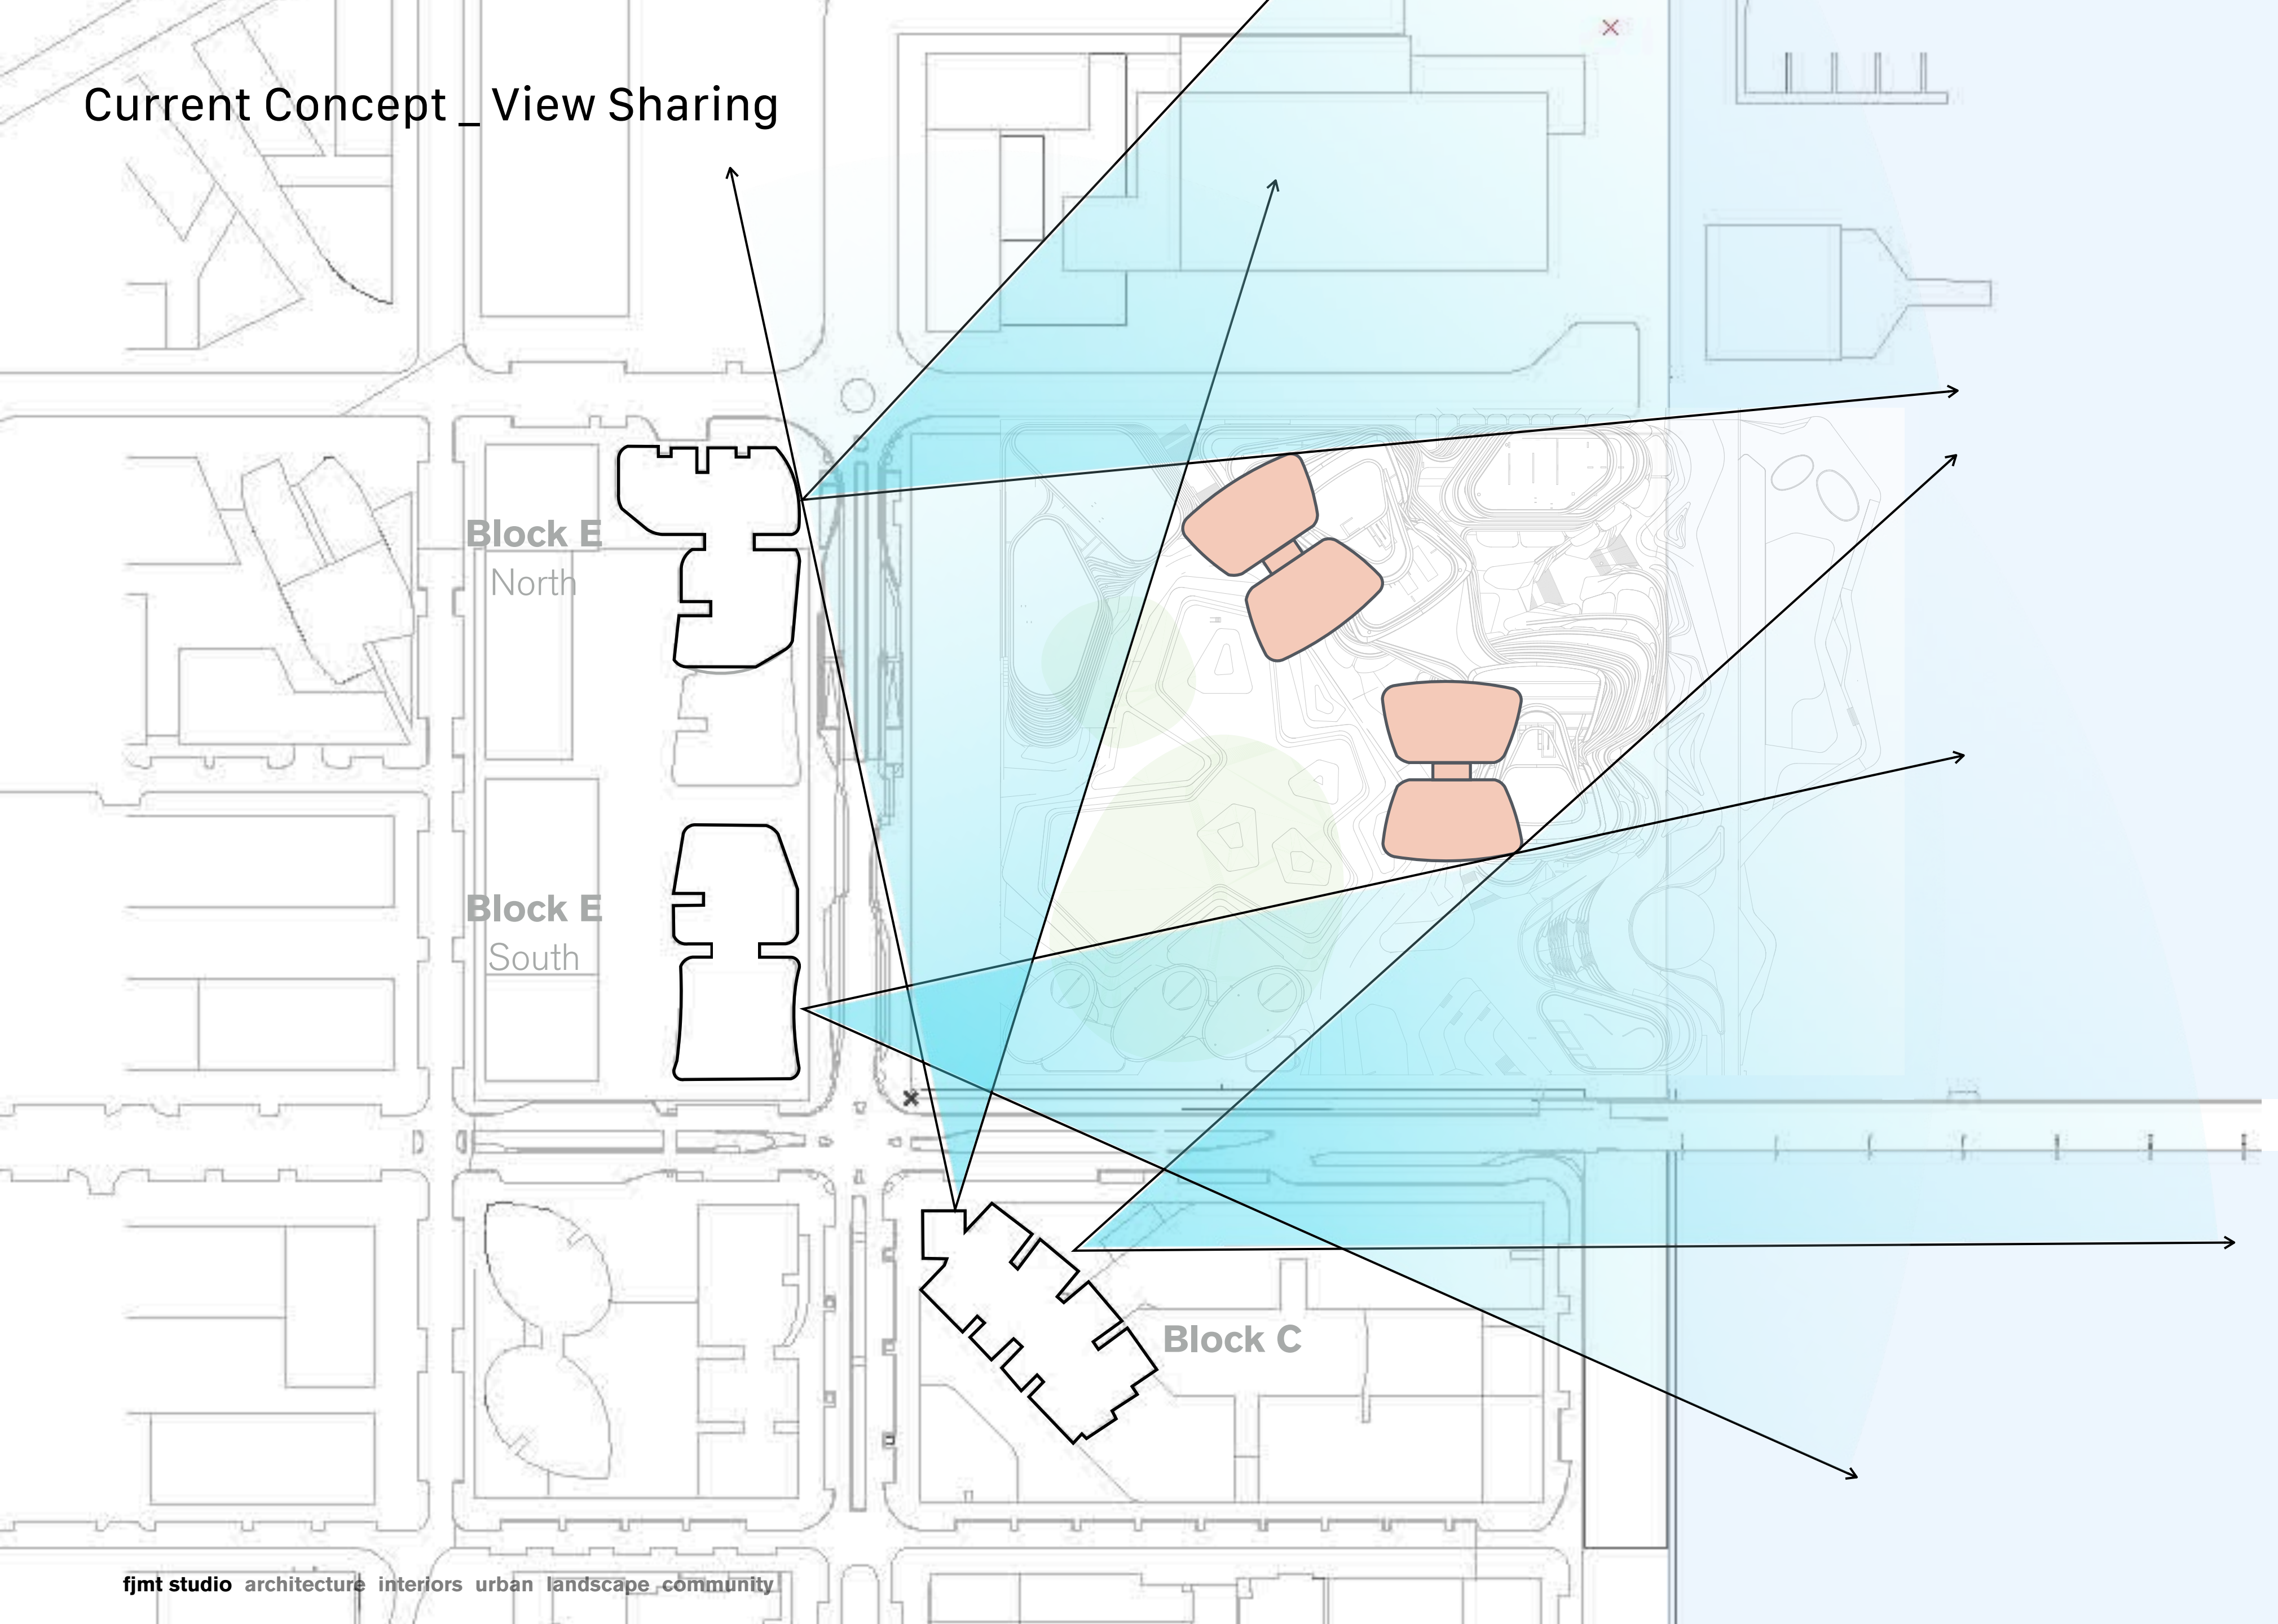 Current Concept _ View Sharing
Block E
North
Block E
South
Block C
fjmt studio architecture interiors urban landscape community